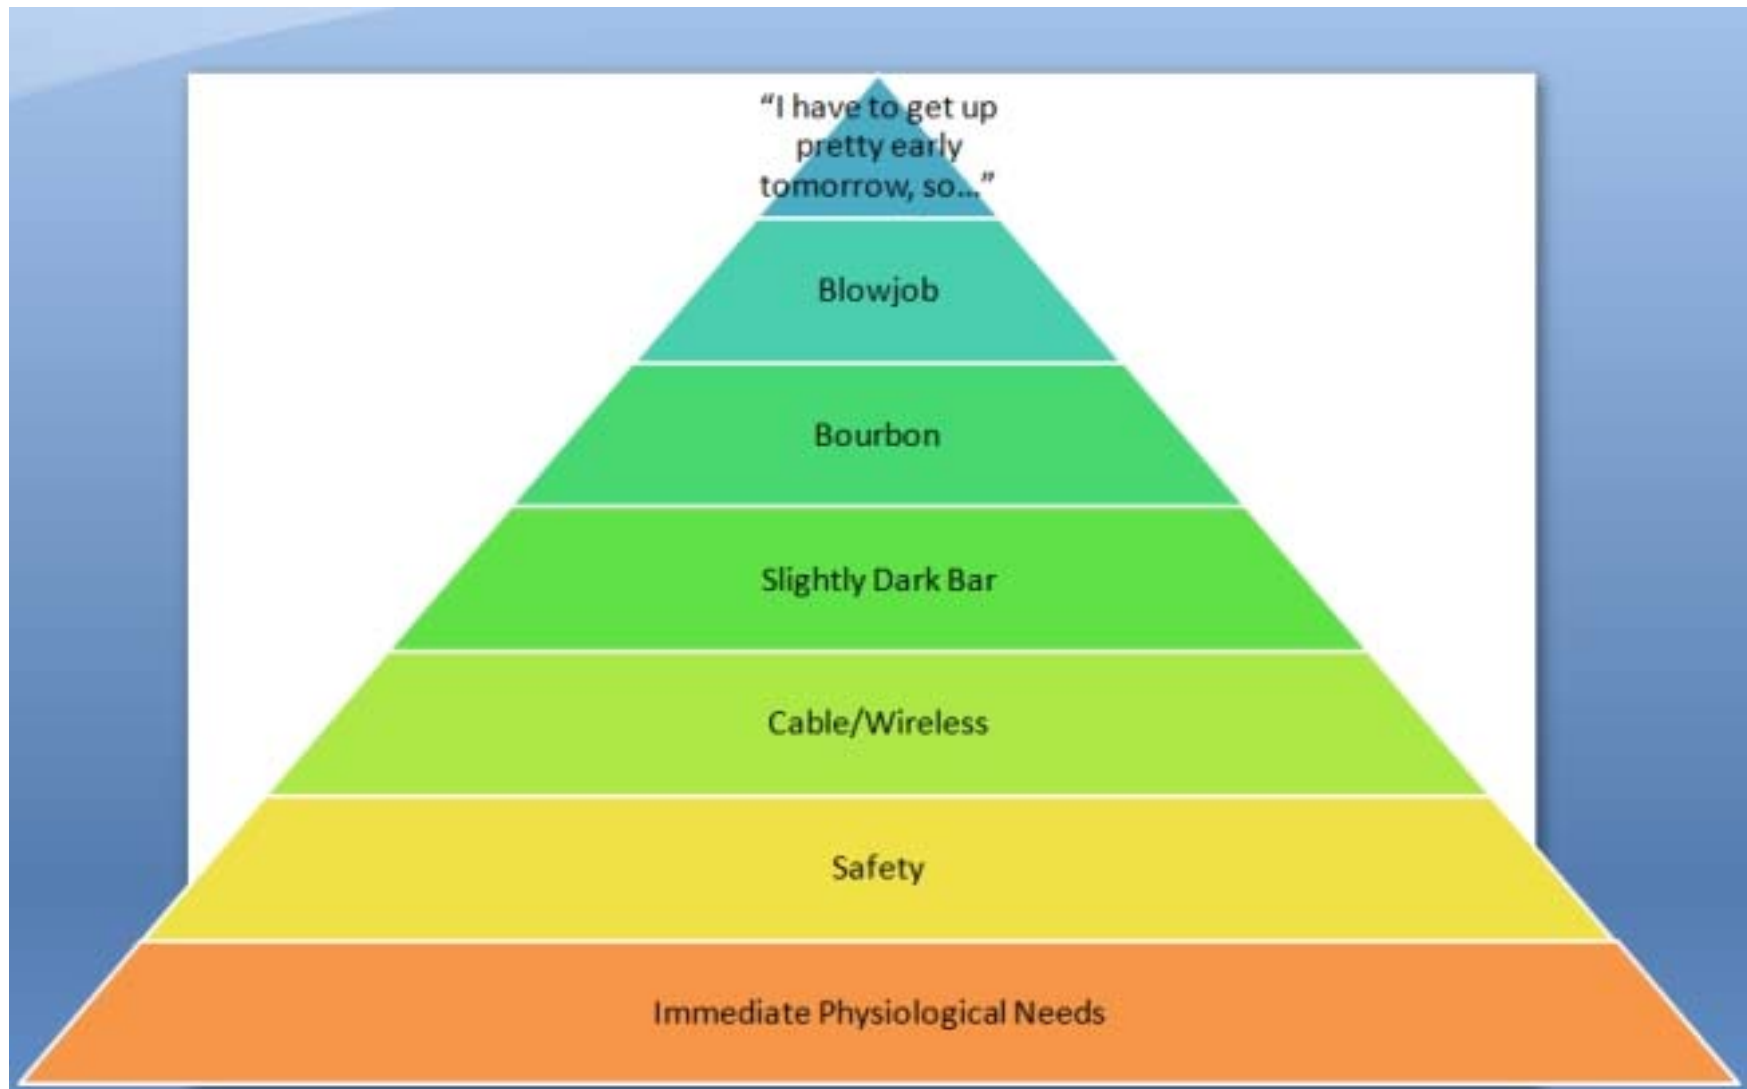 “I have to get up
pretty early
tomorrow, so…”
Blowjob
Bourbon
Slightly Dark Bar
Cable/Wireless
Safety
Immediate Physiological Needs